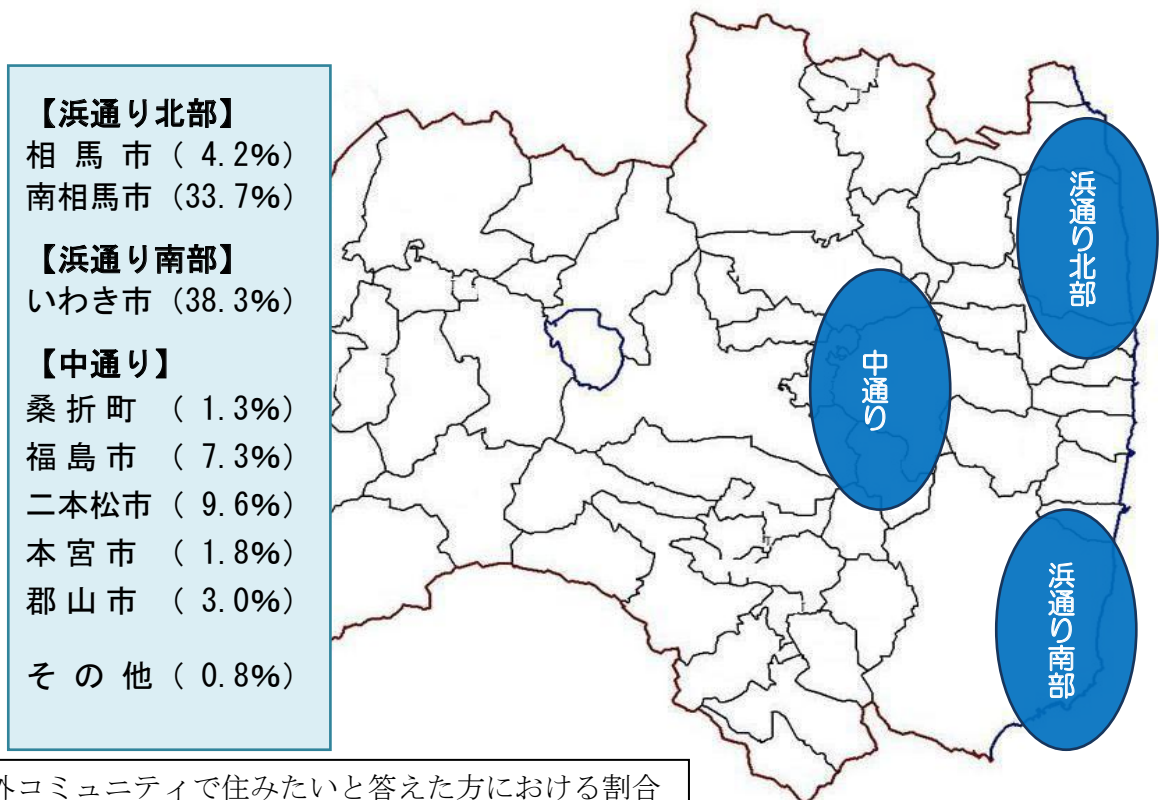 【浜通り北部】
相 馬 市 ( 4.2%)
南相馬市 (33.7%)
【浜通り南部】
いわき市 (38.3%)
【中通り】
桑 折 町 ( 1.3%)
福 島 市 ( 7.3%)
二本松市 ( 9.6%)
本 宮 市 ( 1.8%)
郡 山 市 ( 3.0%)
そ の 他 ( 0.8%)
浜通り北部
中通り
浜通り南部
外コミュニティで住みたいと答えた方における割合